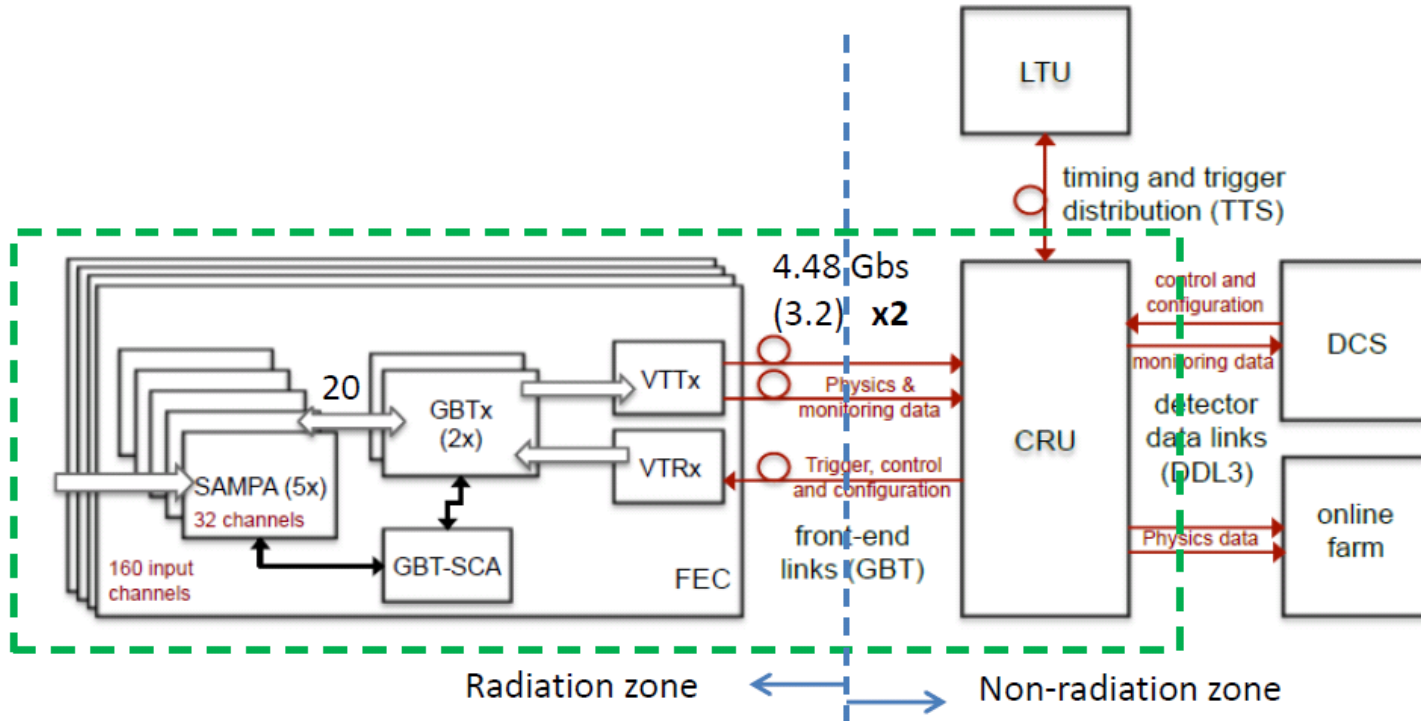 LTU
timing and trigger
distribution (TTS)
4.48 Gbs
(3.2) x2
control and
configuration
DCS
monitoring data
VTTx
20
GBTx
(2x)
Physics &
monitoring data
CRU
detector
data links
(DDL3)
VTRx
Trigger, control
and configuration
SAMPA (5x)
32 channels
online
farm
Physics data
front-end
links (GBT)
GBT-SCA
FEC
160 input
channels
Radiation zone
Non-radiation zone